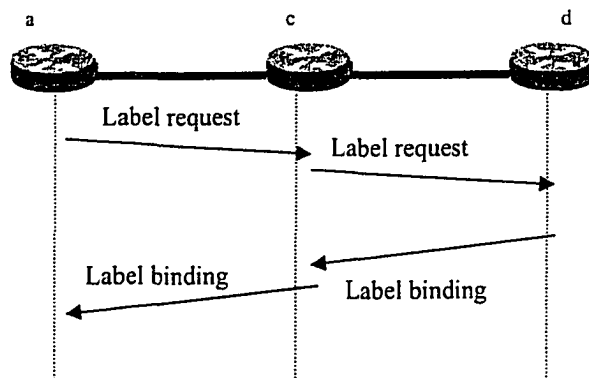 a
c
d
Label request
Label request
Label binding
Label binding